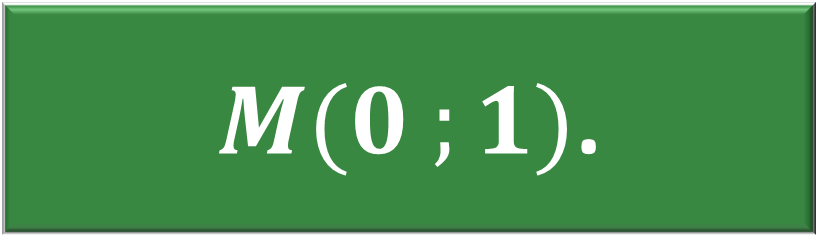 M(0 ; 1).